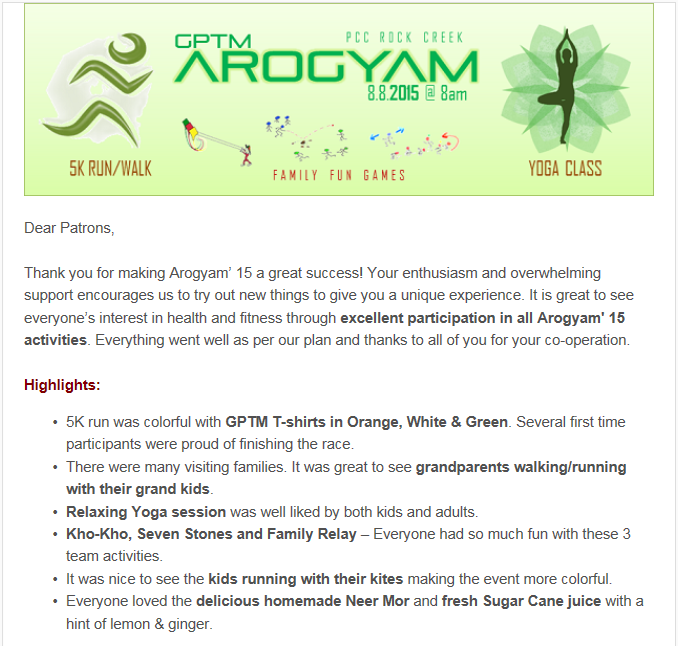 GPTM
PCC ROCK CREEK
AROGYAM
8.8.2015 @ 8am
5K RUN/WALK
FAMILY FUN GAMES
YOGA CLASS
Dear Patrons,
Thank you for making Arogyam’ 15 a great success! Your enthusiasm and overwhelming
support encourages us to try out new things to give you a unique experience. It is great to see
everyone’s interest in health and fitness through excellent participation in all Arogyam' 15
activities. Everything went well as per our plan and thanks to all of you for your co-operation.
Highlights:
• 5K run was colorful with GPTM T-shirts in Orange, White & Green. Several first time
participants were proud of finishing the race.
• There were many visiting families. It was great to see grandparents walking/running
with their grand kids.
• Relaxing Yoga session was well liked by both kids and adults.
• Kho-Kho, Seven Stones and Family Relay – Everyone had so much fun with these 3
team activities.
• It was nice to see the kids running with their kites making the event more colorful.
• Everyone loved the delicious homemade Neer Mor and fresh Sugar Cane juice with a
hint of lemon & ginger.